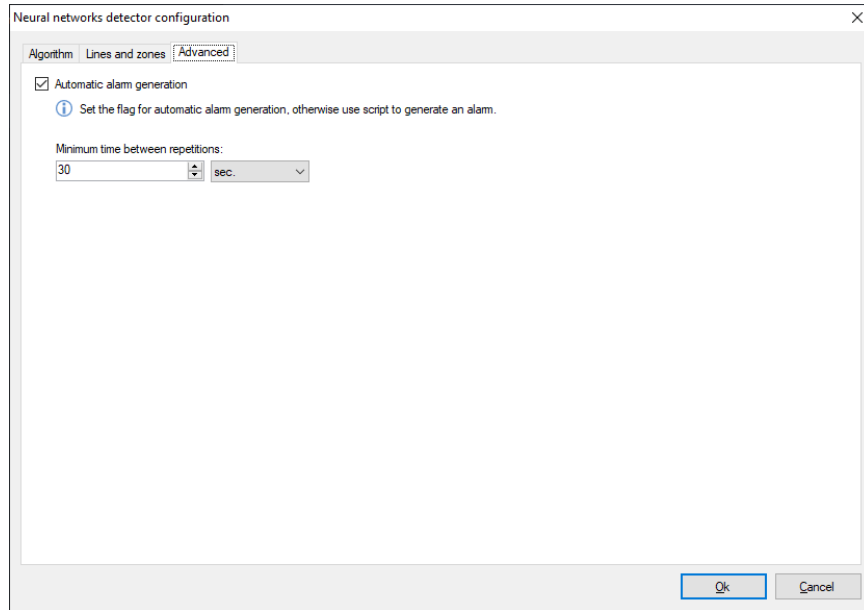 Neural networks detector configuration
Algorithm Lines and zones Advanced
Automatic alarm generation
Set the flag for automatic alarm generation, otherwise use script to generate an alarm.
Minimum time between repetitions:
30 sec.
Ok Cancel